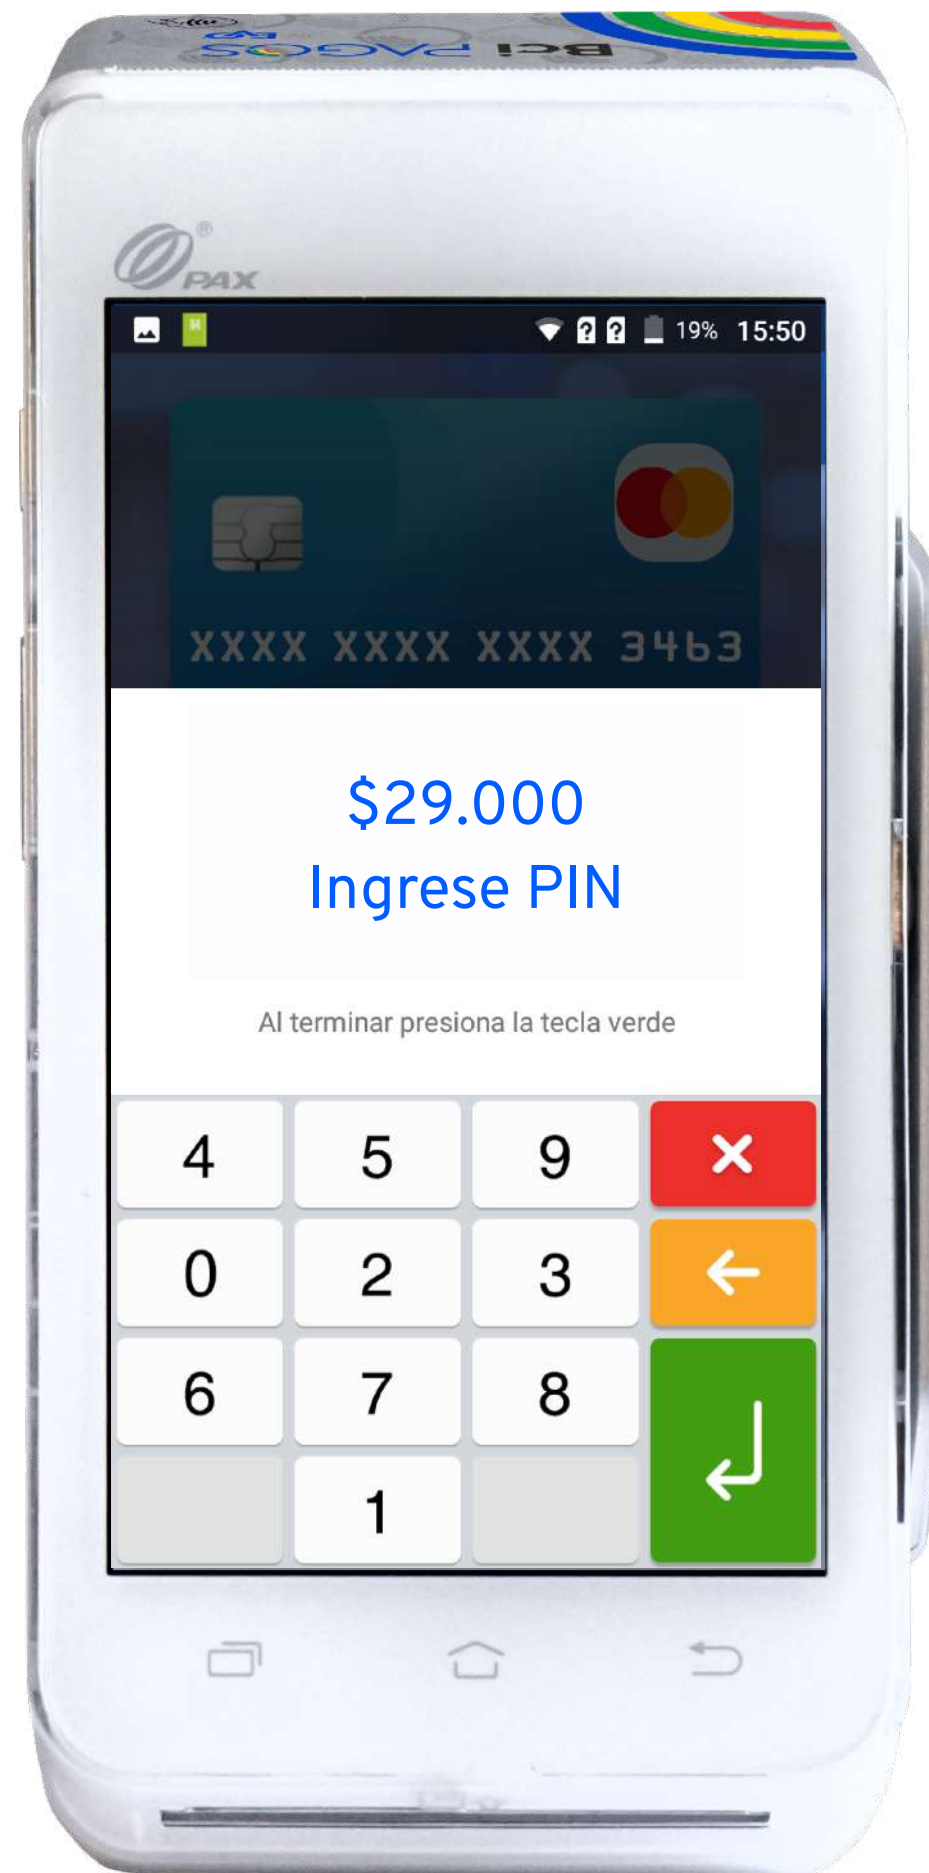 Bci PAGOS
PAX®
19% 15:50
XXXX XXXX XXXX 3463
$29.000
Ingrese PIN
Al terminar presiona la tecla verde
4 5 9
0 2 3
6 7 8
1